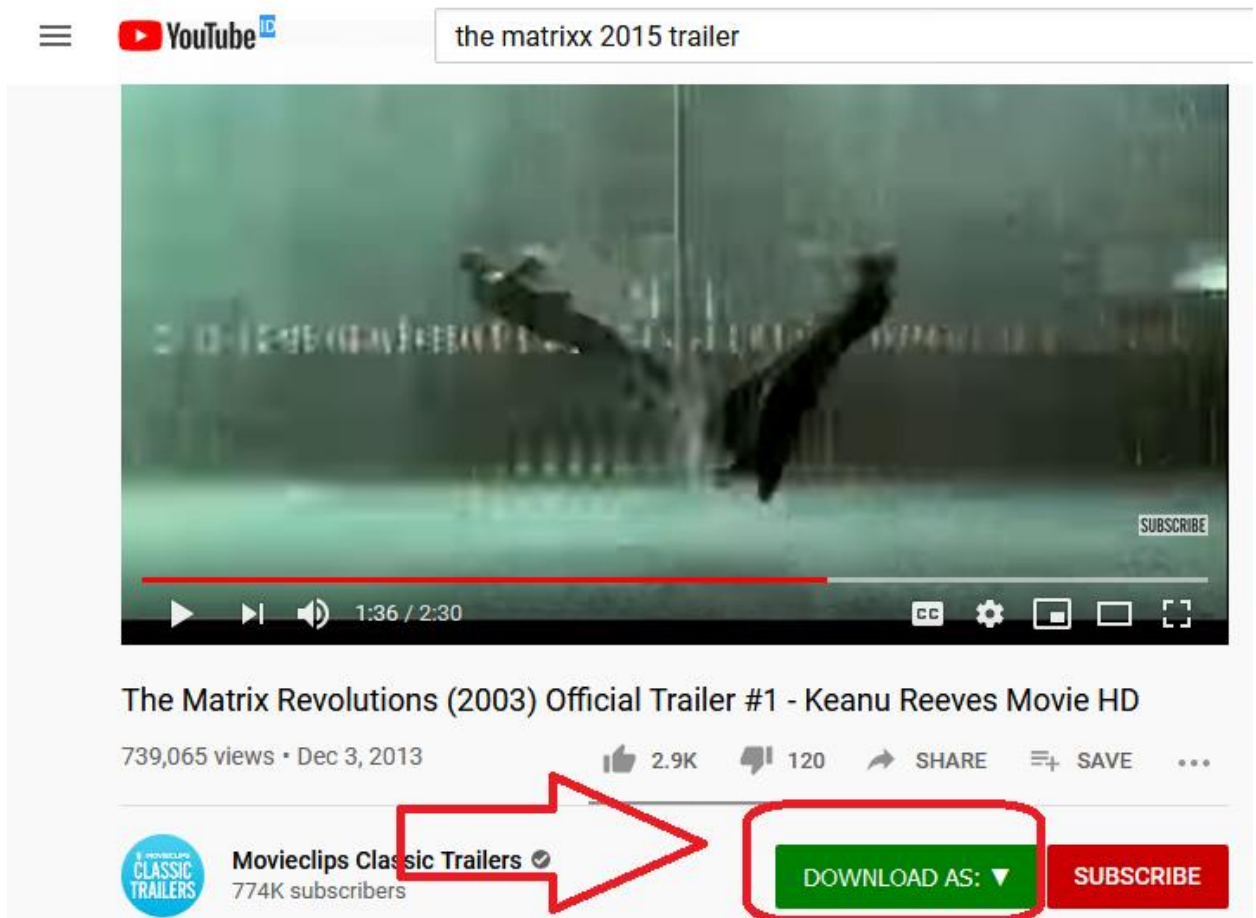 YouTube ID
the matrixx 2015 trailer
SUBSCRIBE
1:36 / 2:30
CC
The Matrix Revolutions (2003) Official Trailer #1 - Keanu Reeves Movie HD
739,065 views • Dec 3, 2013
2.9K 120 SHARE SAVE
MOVIECLIPS
CLASSIC
TRAILERS
Movieclips Classic Trailers
774K subscribers
DOWNLOAD AS: ▼
SUBSCRIBE